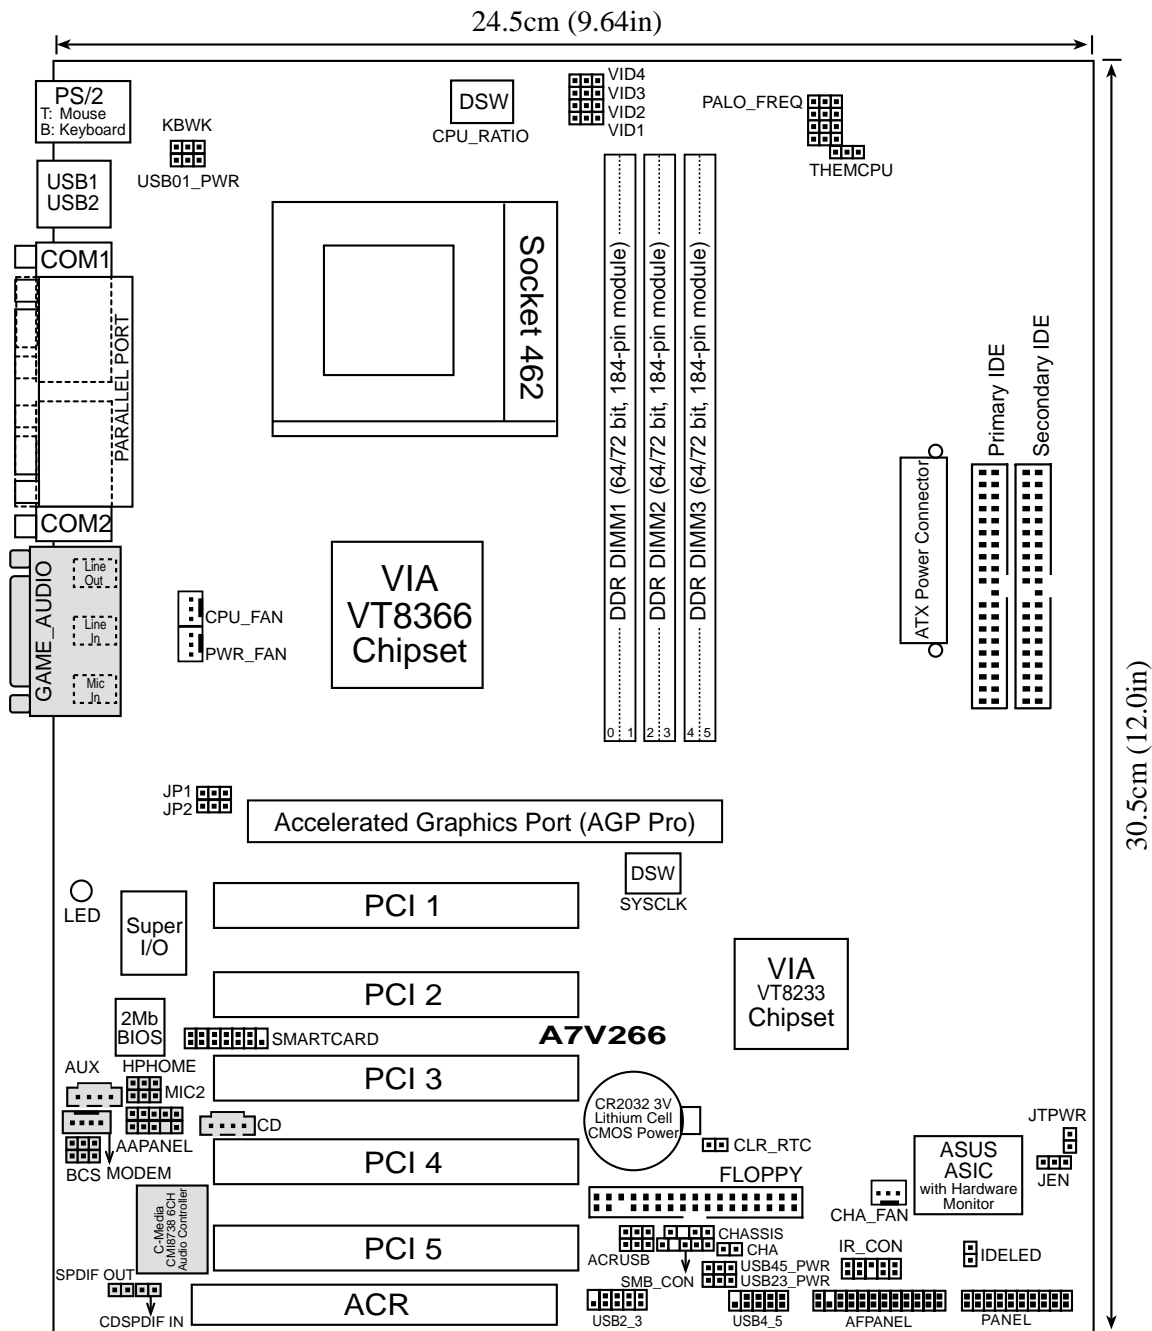 24.5cm (9.64in)
PS/2
T: Mouse
B: Keyboard
KBWK
USB01_PWR
DSW
CPU_RATIO
VID4
VID3
VID2
VID1
PALO_FREQ
THEMCPU
USB1
USB2
COM1
PARALLEL PORT
COM2
Socket 462
DDR DIMM1 (64/72 bit, 184-pin module)
DDR DIMM2 (64/72 bit, 184-pin module)
DDR DIMM3 (64/72 bit, 184-pin module)
0 1
2 3
4 5
Primary IDE
Secondary IDE
ATX Power Connector
30.5cm (12.0in)
GAME_AUDIO
Line
Out
Line
In
Mic
In
CPU_FAN
PWR_FAN
VIA
VT8366
Chipset
JP1
JP2
Accelerated Graphics Port (AGP Pro)
DSW
SYSCLK
LED
Super
I/O
PCI 1
PCI 2
VIA
VT8233
Chipset
2Mb
BIOS
SMARTCARD
A7V266
AUX
HPHOME
MIC2
PCI 3
CR2032 3V
Lithium Cell
CMOS Power
AAPANEL
CD
BCS
MODEM
PCI 4
CLR_RTC
JTPWR
ASUS
ASIC
with Hardware
Monitor
JEN
FLOPPY
CHA_FAN
C-Media
CMI8738 6CH
Audio Controller
PCI 5
ACRUSB
CHASSIS
CHA
SMB_CON
USB45_PWR
USB23_PWR
IR_CON
IDELED
SPDIF OUT
CDSPDIF IN
ACR
USB2_3
USB4_5
AFPANEL
PANEL